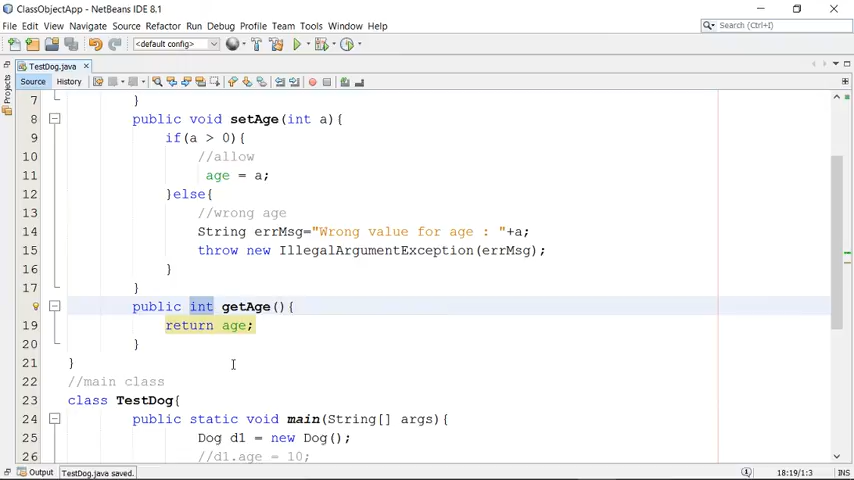 ClassObjectApp - NetBeans IDE 8.1
File Edit View Navigate Source Refactor Run Debug Profile Team Tools Window Help
Search (Ctrl+I)
<default config>
TestDog.java
Projects
Source History
7 }
8 public void setAge(int a){
9 if(a > 0){
10 //allow
11 age = a;
12 }else{
13 //wrong age
14 String errMsg="Wrong value for age : "+a;
15 throw new IllegalArgumentException(errMsg);
16 }
17 }
public int getAge(){
19 return age;
20 }
21 }
22 //main class
23 class TestDog{
24 public static void main(String[] args){
25 Dog d1 = new Dog();
26 //d1.age = 10;
Output TestDog.java saved. 18:19/1:3 INS